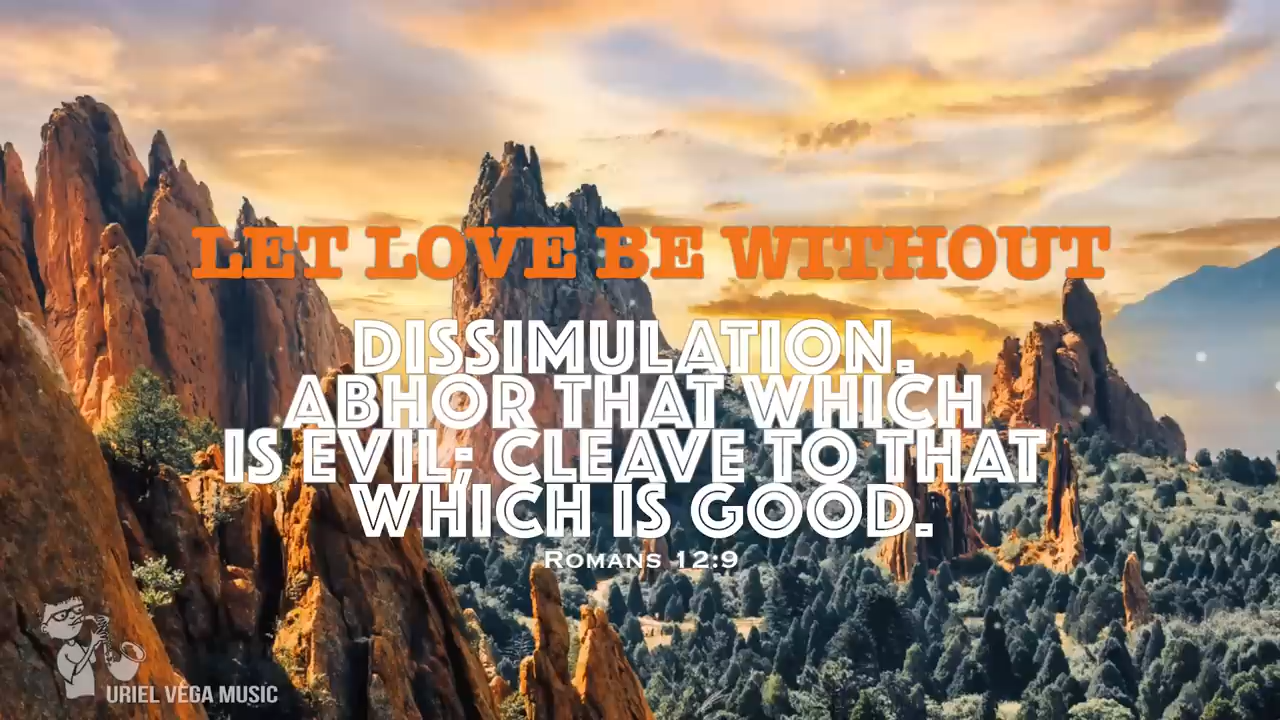 LET LOVE BE WITHOUT
DISSIMULATION.
ABHOR THAT WHICH
IS EVIL; CLEAVE TO THAT
WHICH IS GOOD.
ROMANS 12:9
URIEL VEGA MUSIC